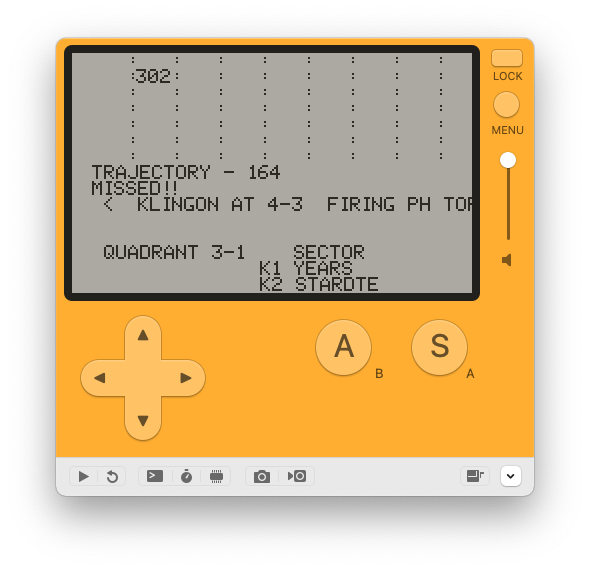 :302:
TRAJECTORY - 164
MISSED!!
< KLINGON AT 4-3 FIRING PH TOR
QUADRANT 3-1 SECTOR
K1 YEARS
K2 STARDTE
LOCK
MENU
A
B
S
A